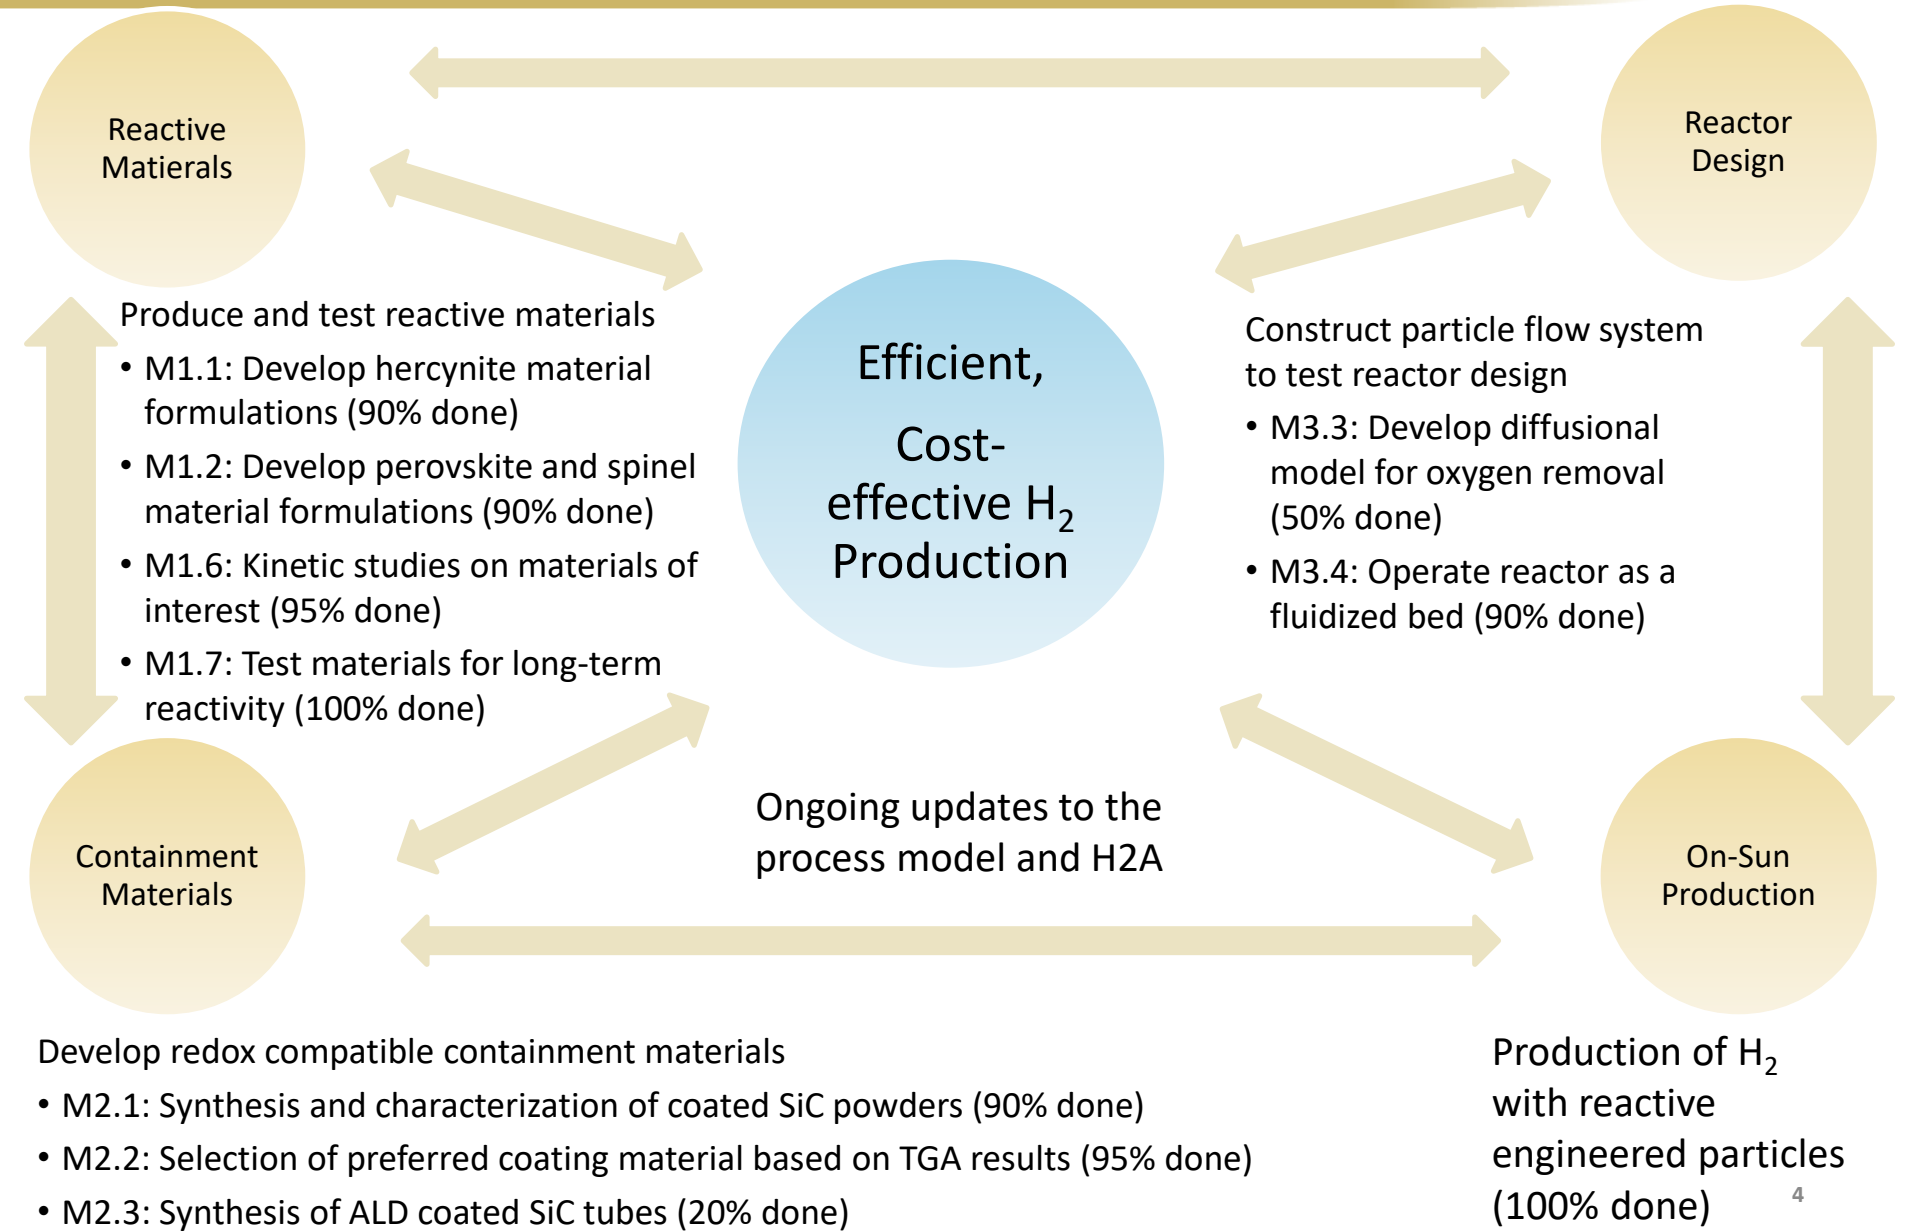 Reactive
Matierals
Reactor
Design
Produce and test reactive materials
• M1.1: Develop hercynite material
formulations (90% done)
• M1.2: Develop perovskite and spinel
material formulations (90% done)
• M1.6: Kinetic studies on materials of
interest (95% done)
• M1.7: Test materials for long-term
reactivity (100% done)
Efficient,
Cost-
effective H₂
Production
Construct particle flow system
to test reactor design
• M3.3: Develop diffusional
model for oxygen removal
(50% done)
• M3.4: Operate reactor as a
fluidized bed (90% done)
Containment
Materials
Ongoing updates to the
process model and H2A
On-Sun
Production
Develop redox compatible containment materials
• M2.1: Synthesis and characterization of coated SiC powders (90% done)
• M2.2: Selection of preferred coating material based on TGA results (95% done)
• M2.3: Synthesis of ALD coated SiC tubes (20% done)
Production of H₂
with reactive
engineered particles
(100% done)
4